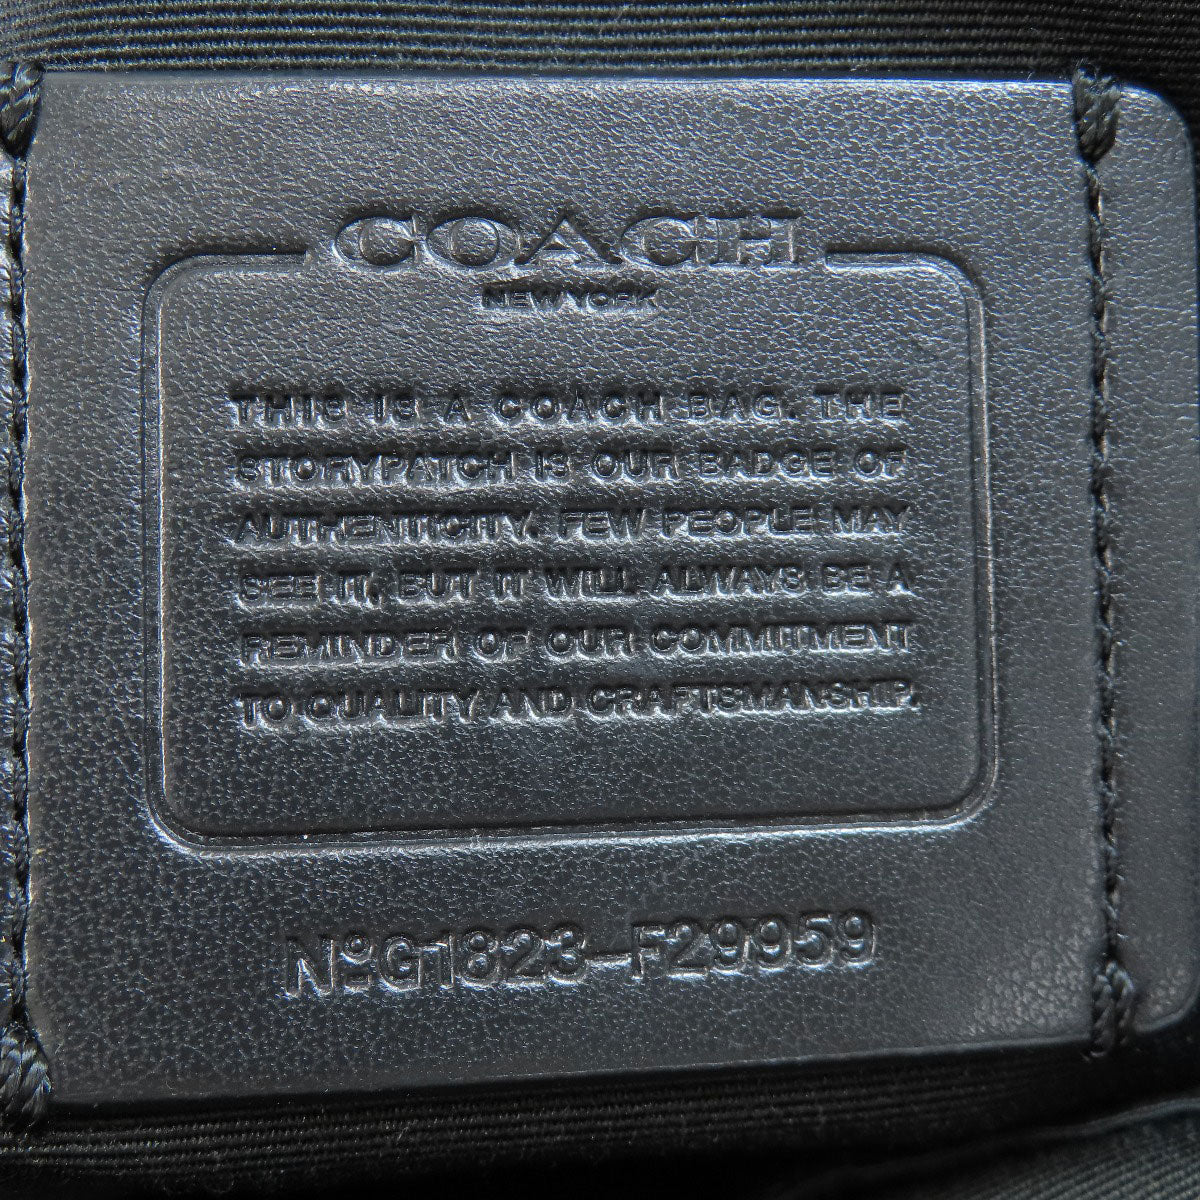 COACH
NEW YORK
THIS IS A COACH BAG. THE
STORYPATCH IS OUR BADGE OF
AUTHENTICITY. FEW PEOPLE MAY
SEE IT, BUT IT WILL ALWAYS BE A
REMINDER OF OUR COMMITMENT
TO QUALITY AND CRAFTSMANSHIP.
NºG1823-F29959